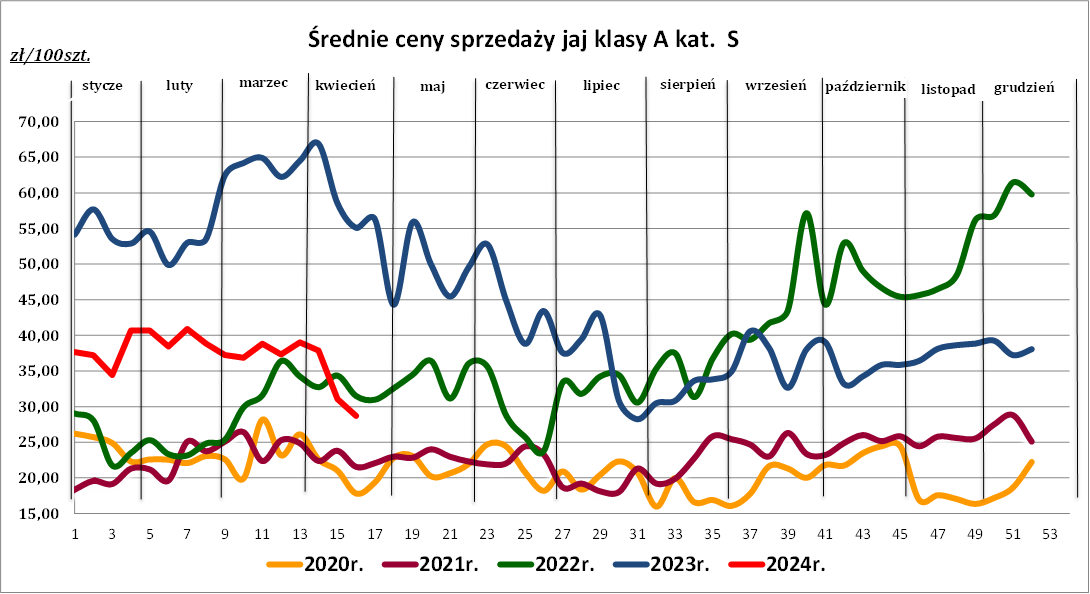 Średnie ceny sprzedaży jaj klasy A kat. S
zł/100szt.
stycze luty marzec kwiecień maj czerwiec lipiec sierpień wrzesień październik listopad grudzień
70,00
65,00
60,00
55,00
50,00
45,00
40,00
35,00
30,00
25,00
20,00
15,00
1 3 5 7 9 11 13 15 17 19 21 23 25 27 29 31 33 35 37 39 41 43 45 47 49 51 53
2020r. 2021r. 2022r. 2023r. 2024r.